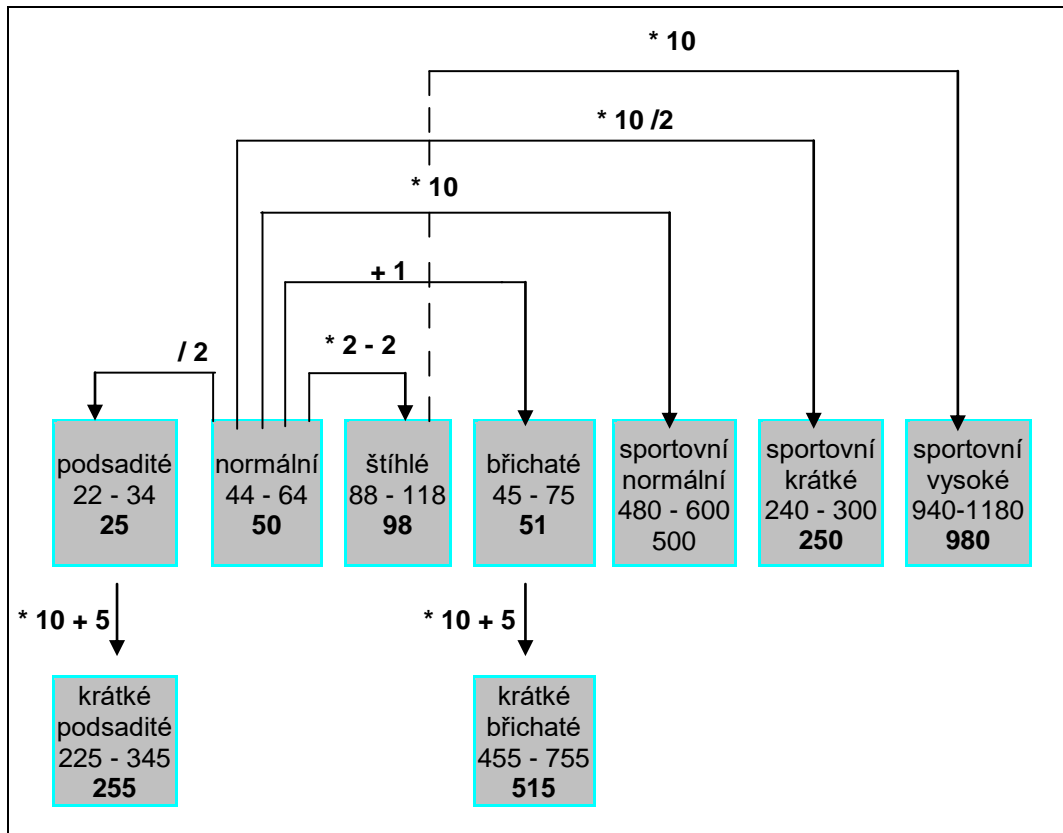 * 10
* 10 /2
* 10
+ 1
/ 2
* 2 - 2
podsadité
22 - 34
25
normální
44 - 64
50
štíhlé
88 - 118
98
břichaté
45 - 75
51
sportovní
normální
480 - 600
500
sportovní
krátké
240 - 300
250
sportovní
vysoké
940-1180
980
* 10 + 5
* 10 + 5
krátké
podsadité
225 - 345
255
krátké
břichaté
455 - 755
515